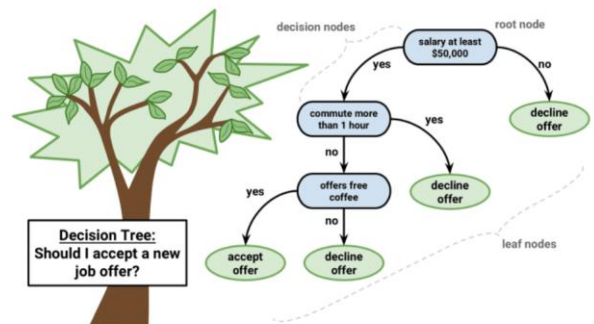 decision nodes
root node
salary at least
$50,000
yes
no
commute more
than 1 hour
decline
offer
yes
no
offers free
coffee
decline
offer
yes
no
leaf nodes
accept
offer
decline
offer
Decision Tree:
Should I accept a new
job offer?